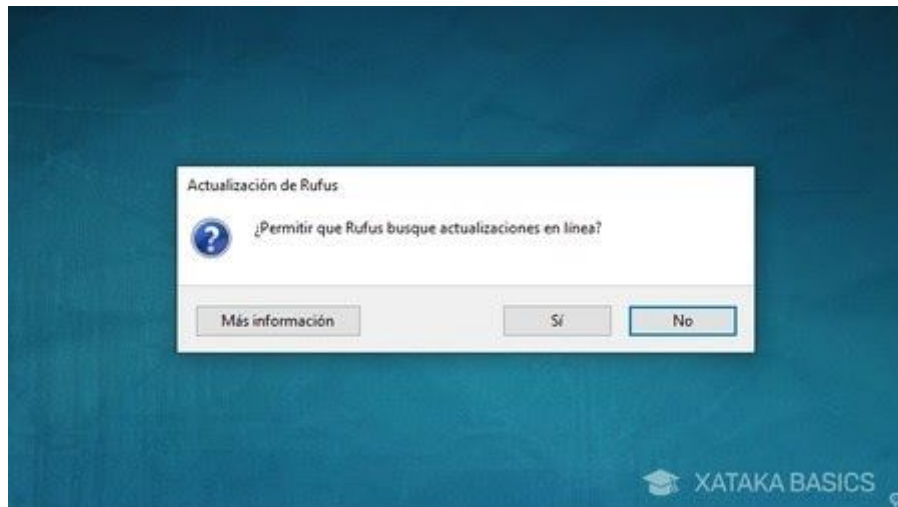 Actualización de Rufus
¿Permitir que Rufus busque actualizaciones en línea?
Más información
Sí
No
XATAKA BASICS